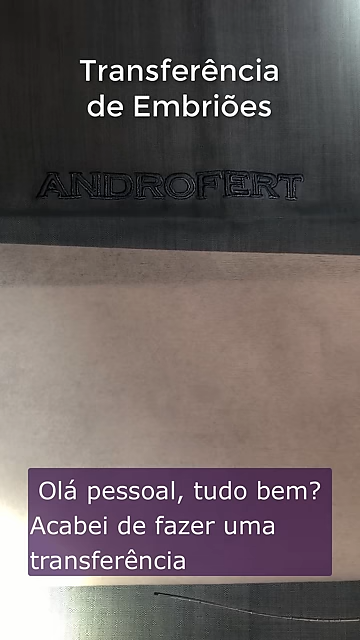 Transferência
de Embriões
ANDROFERT
Olá pessoal, tudo bem?
Acabei de fazer uma
transferência